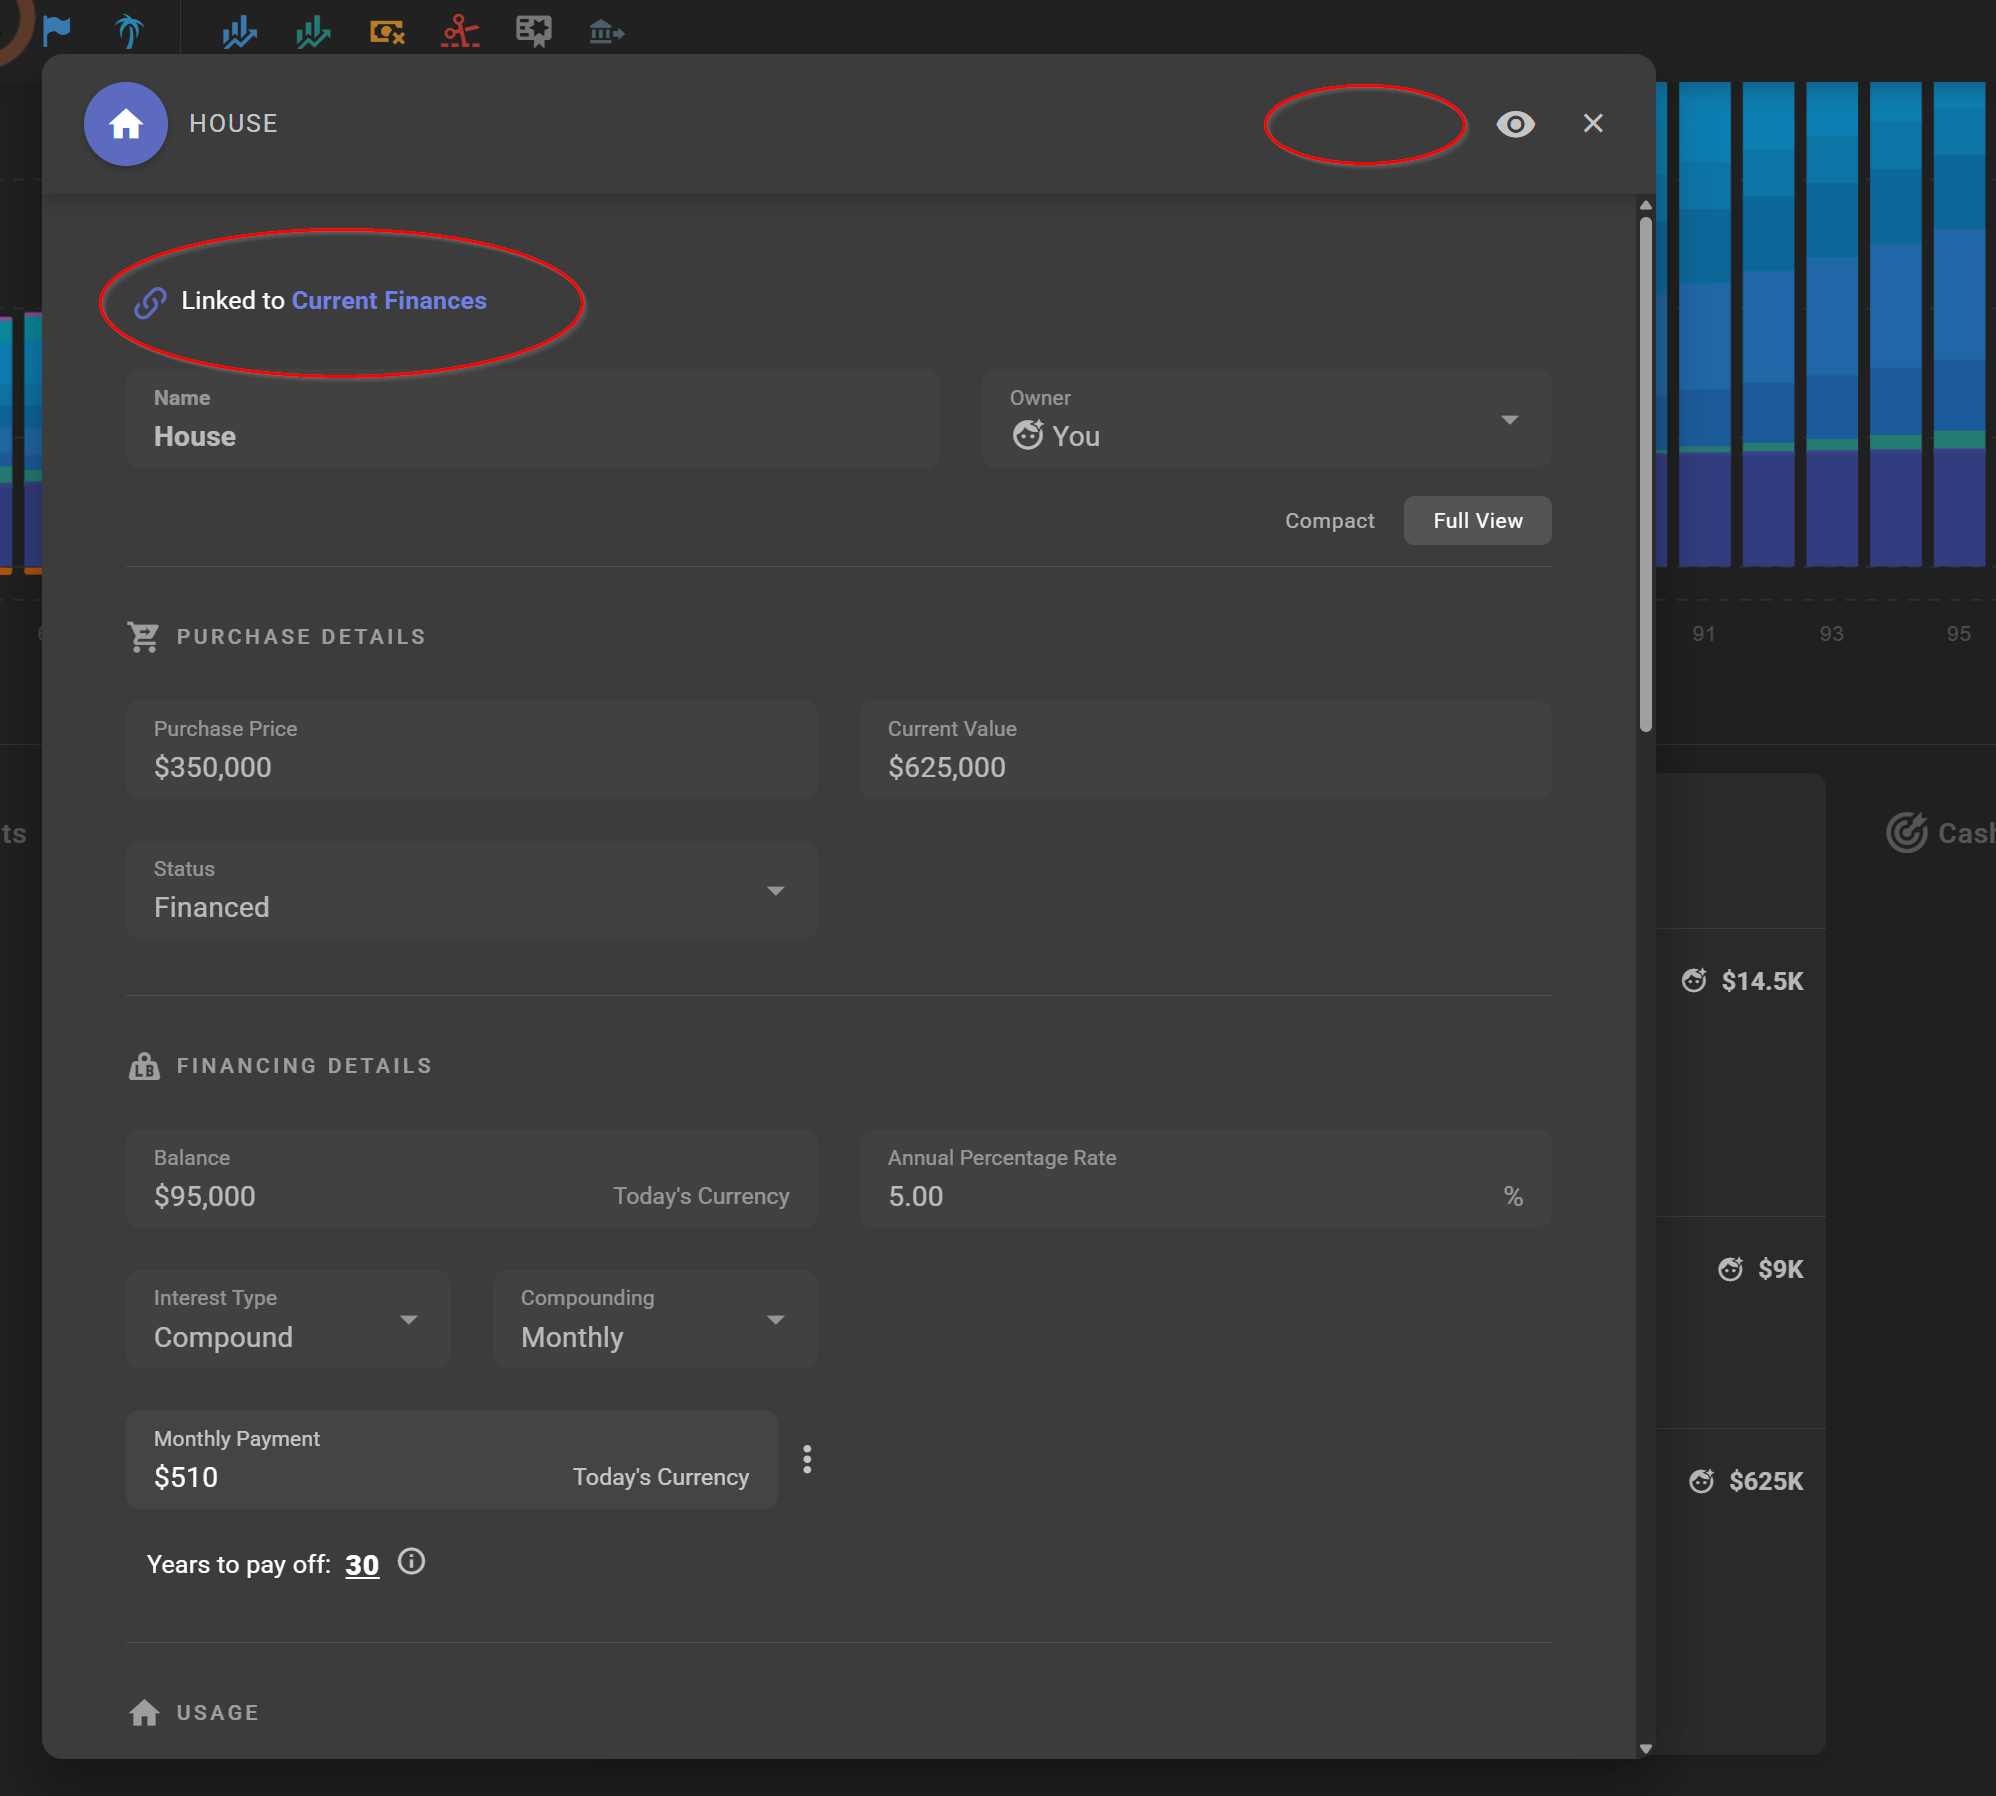 HOUSE
Linked to Current Finances
Name
House
Owner
You
Compact
Full View
PURCHASE DETAILS
Purchase Price
$350,000
Current Value
$625,000
Status
Financed
FINANCING DETAILS
LB
Balance
$95,000
Today's Currency
Annual Percentage Rate
5.00
%
Interest Type
Compound
Compounding
Monthly
Monthly Payment
$510
Today's Currency
Years to pay off: 30
USAGE
91
93
95
ts
Cash
$14.5K
$9K
$625K